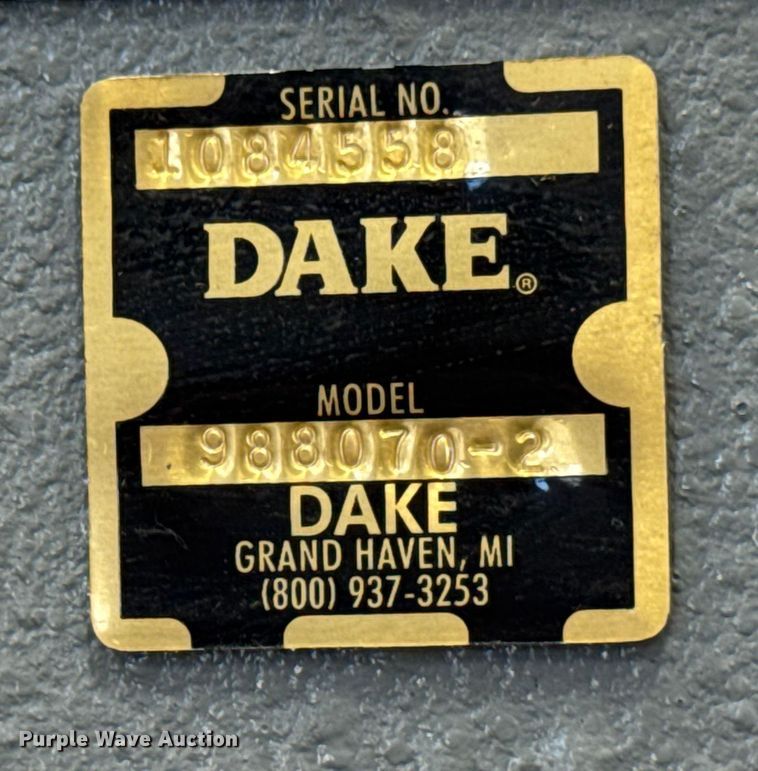 SERIAL NO.
1084558
DAKE®
MODEL
988070-2
DAKE
GRAND HAVEN, MI
(800) 937-3253
Purple Wave Auction